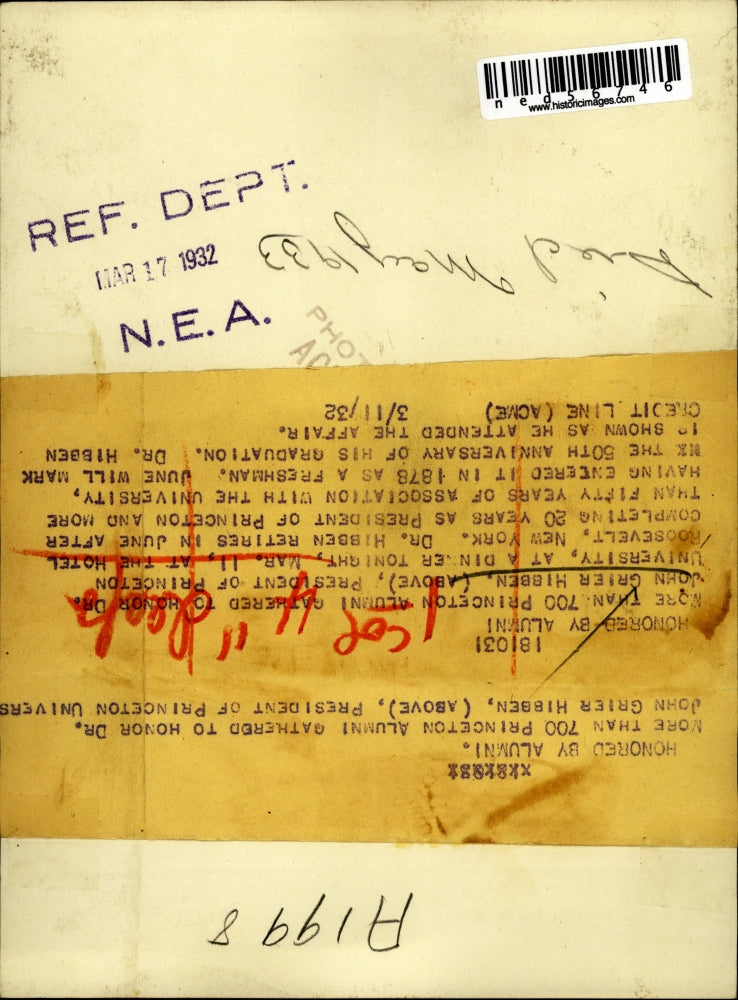 ned56746
www.historicimages.com
REF. DEPT.
MAR 17 1932
N.E.A.
Died May 1933
PHOTO
xx181931
HONORED BY ALUMNI.
MORE THAN 700 PRINCETON ALUMNI GATHERED TO HONOR DR.
JOHN GRIER HIBBEN, (ABOVE), PRESIDENT OF PRINCETON UNIVERS
181031
HONORED BY ALUMNI
MORE THAN 700 PRINCETON ALUMNI GATHERED TO HONOR DR.
JOHN GRIER HIBBEN, (ABOVE), PRESIDENT OF PRINCETON
UNIVERSITY, AT A DINNER TONIGHT, MAR. 11, AT THE HOTEL
ROOSEVELT, NEW YORK. DR. HIBBEN RETIRES IN JUNE AFTER
COMPLETING 20 YEARS AS PRESIDENT OF PRINCETON AND MORE
THAN FIFTY YEARS OF ASSOCIATION WITH THE UNIVERSITY,
HAVING ENTERED IT IN 1878 AS A FRESHMAN. JUNE WILL MARK
THE 50TH ANNIVERSARY OF HIS GRADUATION. DR. HIBBEN
IS SHOWN AS HE ATTENDED THE AFFAIR.
CREDIT LINE (ACME) 3/11/32
1 col 4" deep
A1998